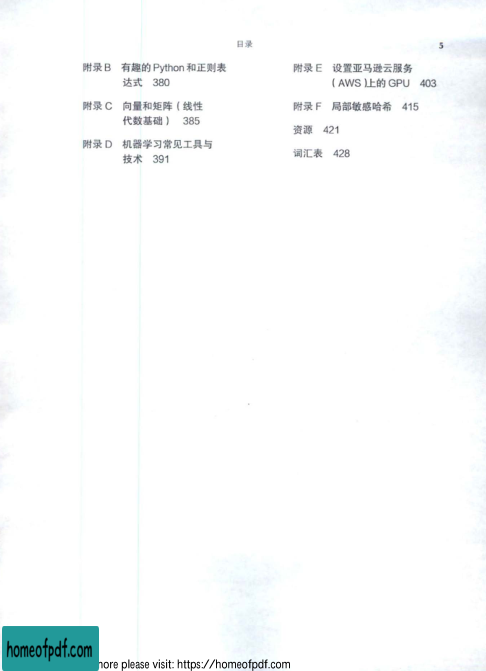 目录
5
附录B 有趣的Python和正则表
达式 380
附录C 向量和矩阵（线性
代数基础） 385
附录D 机器学习常见工具与
技术 391
附录E 设置亚马逊云服务
（AWS）上的GPU 403
附录F 局部敏感哈希 415
资源 421
词汇表 428
homeofpdf.com
more please visit: https://homeofpdf.com